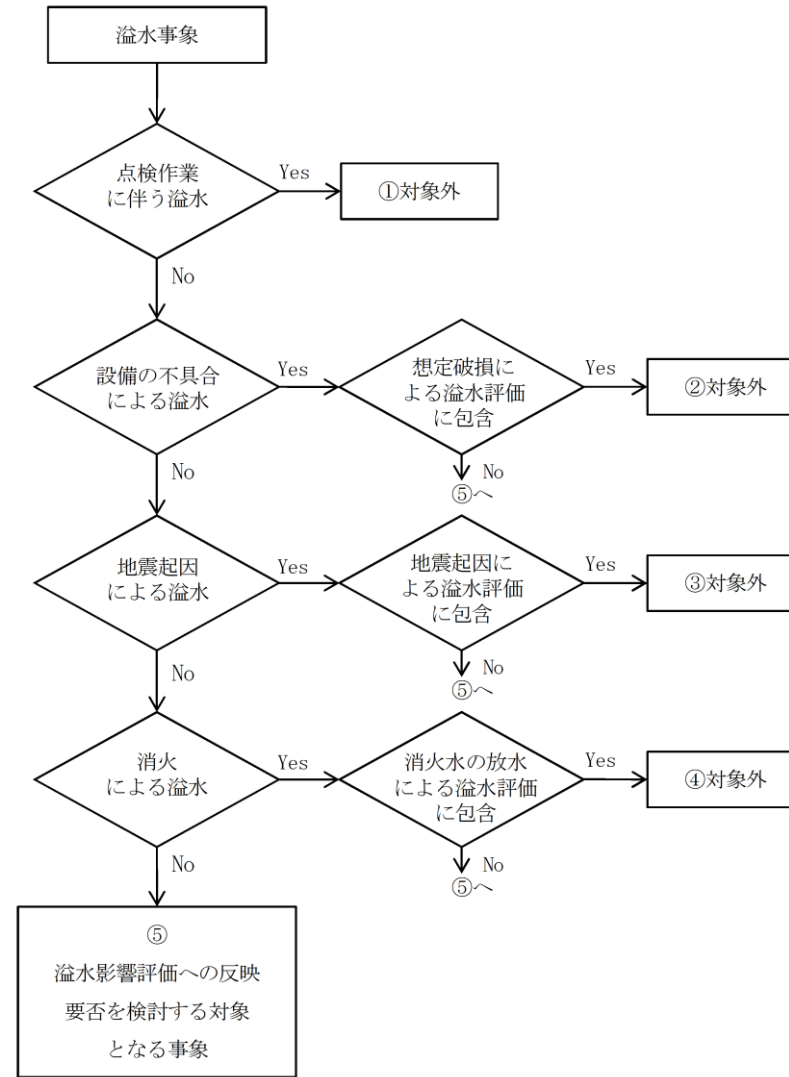 溢水事象
点検作業
に伴う溢水
Yes
①対象外
No
設備の不具合
による溢水
Yes
想定破損に
よる溢水評価
に包含
Yes
②対象外
No
No
⑤へ
地震起因
による溢水
Yes
地震起因に
よる溢水評価
に包含
Yes
③対象外
No
No
⑤へ
消火
による溢水
Yes
消火水の放水
による溢水評価
に包含
Yes
④対象外
No
No
⑤へ
⑤
溢水影響評価への反映
要否を検討する対象
となる事象